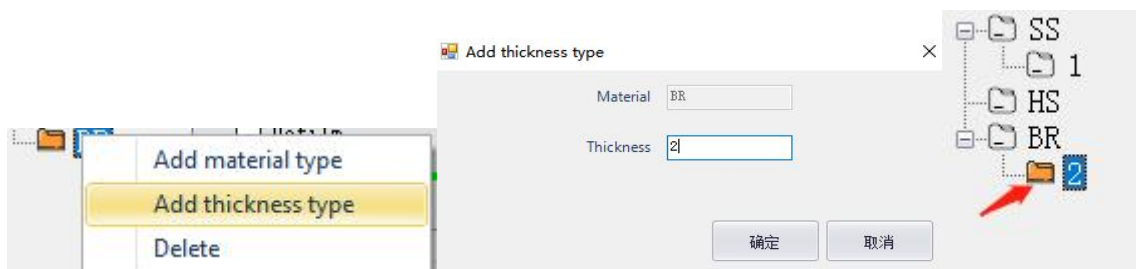 Add material type
Add thickness type
Delete
Add thickness type
Material BR
Thickness 2
确定 取消
SS
1
HS
BR
2